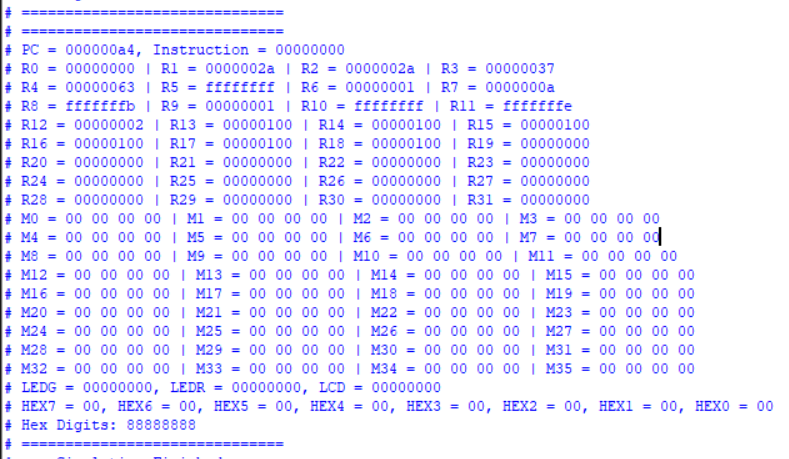 # ==============================
# ==============================
# PC = 000000a4, Instruction = 00000000
# R0 = 00000000 | R1 = 0000002a | R2 = 0000002a | R3 = 00000037
# R4 = 00000063 | R5 = ffffffff | R6 = 00000001 | R7 = 0000000a
# R8 = fffffffb | R9 = 00000001 | R10 = ffffffff | R11 = fffffffe
# R12 = 00000002 | R13 = 00000100 | R14 = 00000100 | R15 = 00000100
# R16 = 00000100 | R17 = 00000100 | R18 = 00000100 | R19 = 00000000
# R20 = 00000000 | R21 = 00000000 | R22 = 00000000 | R23 = 00000000
# R24 = 00000000 | R25 = 00000000 | R26 = 00000000 | R27 = 00000000
# R28 = 00000000 | R29 = 00000000 | R30 = 00000000 | R31 = 00000000
# M0 = 00 00 00 00 | M1 = 00 00 00 00 | M2 = 00 00 00 00 | M3 = 00 00 00 00
# M4 = 00 00 00 00 | M5 = 00 00 00 00 | M6 = 00 00 00 00 | M7 = 00 00 00 00
# M8 = 00 00 00 00 | M9 = 00 00 00 00 | M10 = 00 00 00 00 | M11 = 00 00 00 00
# M12 = 00 00 00 00 | M13 = 00 00 00 00 | M14 = 00 00 00 00 | M15 = 00 00 00 00
# M16 = 00 00 00 00 | M17 = 00 00 00 00 | M18 = 00 00 00 00 | M19 = 00 00 00 00
# M20 = 00 00 00 00 | M21 = 00 00 00 00 | M22 = 00 00 00 00 | M23 = 00 00 00 00
# M24 = 00 00 00 00 | M25 = 00 00 00 00 | M26 = 00 00 00 00 | M27 = 00 00 00 00
# M28 = 00 00 00 00 | M29 = 00 00 00 00 | M30 = 00 00 00 00 | M31 = 00 00 00 00
# M32 = 00 00 00 00 | M33 = 00 00 00 00 | M34 = 00 00 00 00 | M35 = 00 00 00 00
# LEDG = 00000000, LEDR = 00000000, LCD = 00000000
# HEX7 = 00, HEX6 = 00, HEX5 = 00, HEX4 = 00, HEX3 = 00, HEX2 = 00, HEX1 = 00, HEX0 = 00
# Hex Digits: 88888888
# ==============================